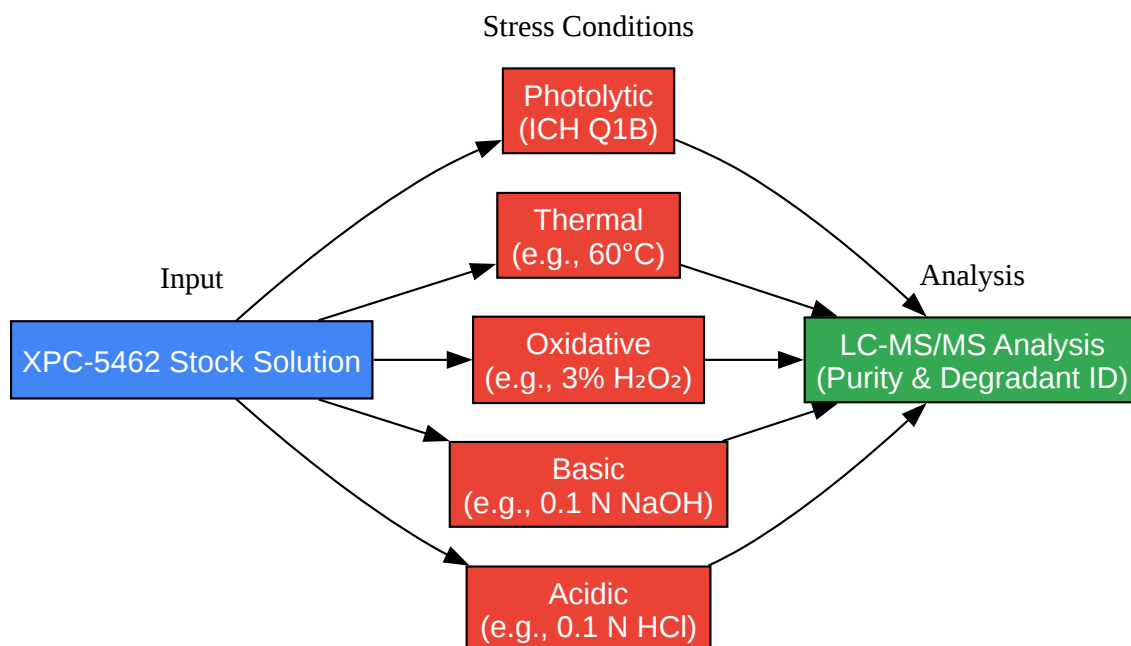 Stress Conditions
Photolytic
(ICH Q1B)
Thermal
(e.g., 60°C)
Input
Analysis
XPC-5462 Stock Solution
Oxidative
(e.g., 3% H₂O₂)
LC-MS/MS Analysis
(Purity & Degradant ID)
Basic
(e.g., 0.1 N NaOH)
Acidic
(e.g., 0.1 N HCl)